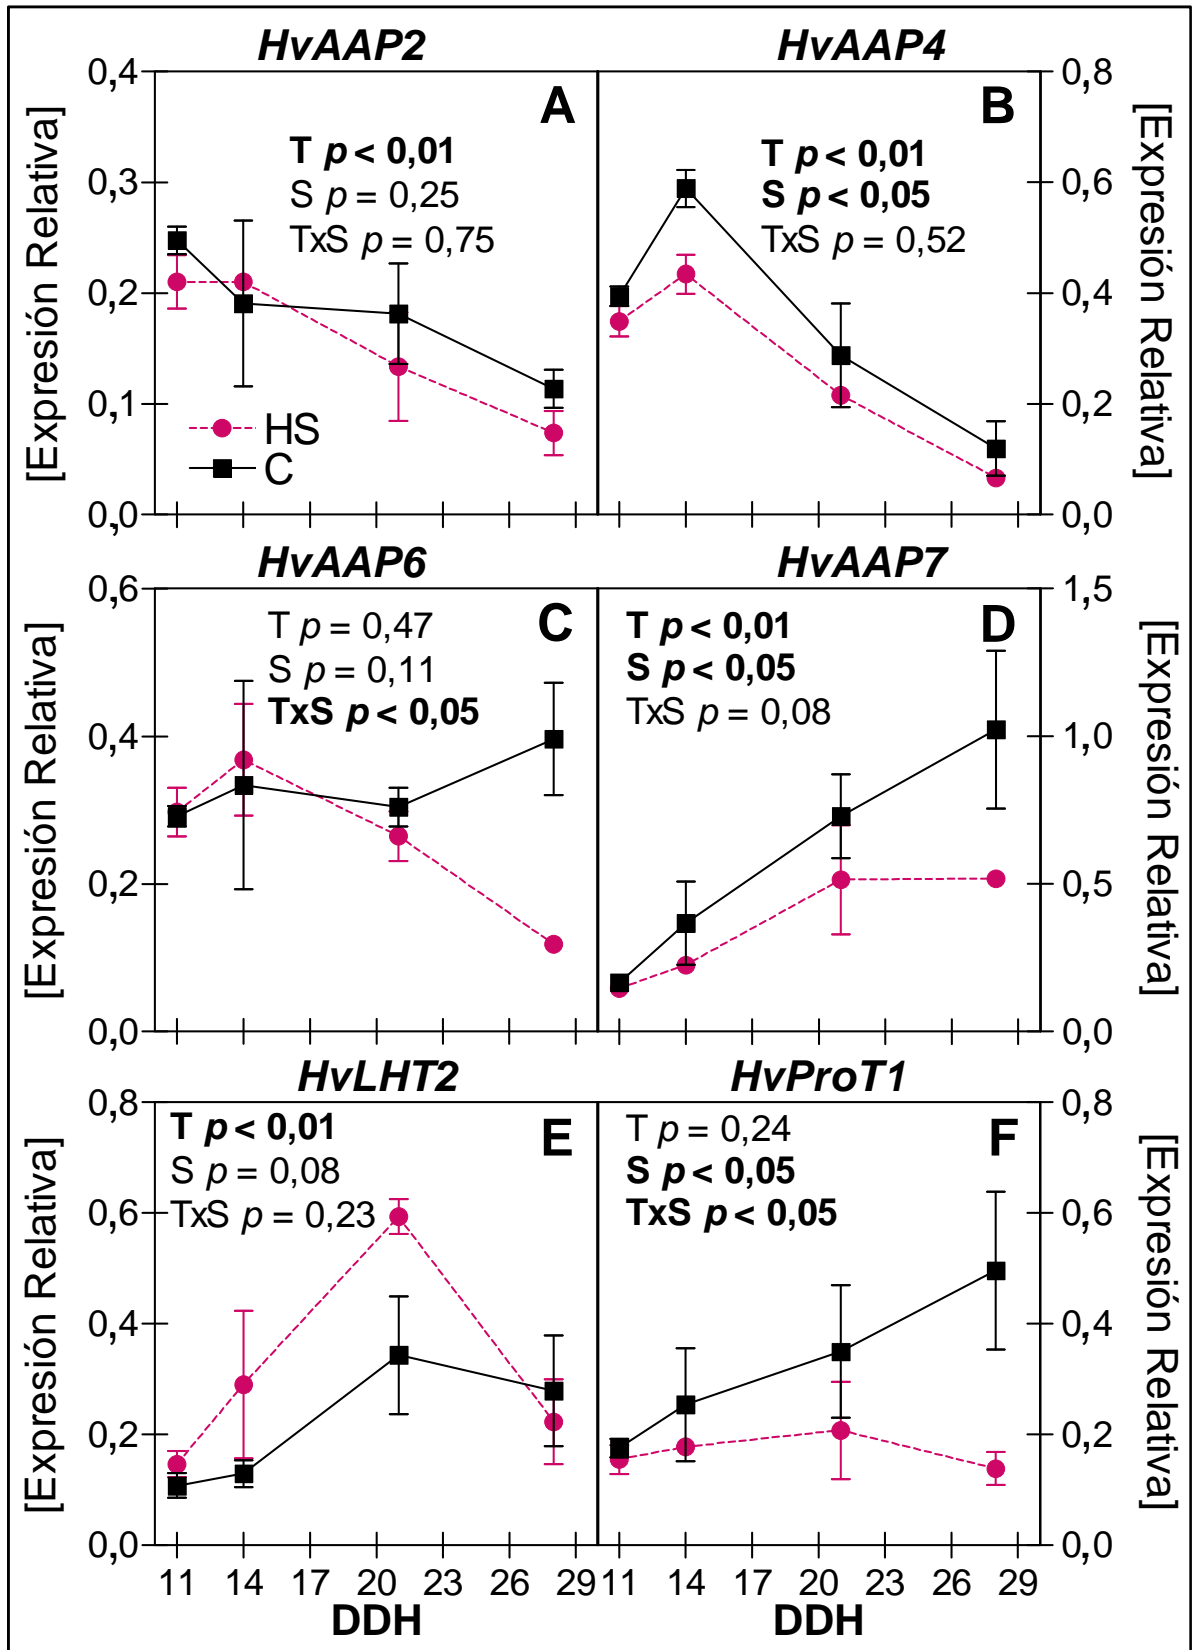 HvAAP2
HvAAP4
[Expresión Relativa]
0,4
0,3
0,2
0,1
0,0
A
T p < 0,01
S p = 0,25
TxS p = 0,75
HS
C
B
T p < 0,01
S p < 0,05
TxS p = 0,52
0,8
0,6
0,4
0,2
0,0
[Expresión Relativa]
HvAAP6
HvAAP7
[Expresión Relativa]
0,6
0,4
0,2
0,0
C
T p = 0,47
S p = 0,11
TxS p < 0,05
D
T p < 0,01
S p < 0,05
TxS p = 0,08
1,5
1,0
0,5
0,0
[Expresión Relativa]
HvLHT2
HvProT1
[Expresión Relativa]
0,8
0,6
0,4
0,2
0,0
E
T p < 0,01
S p = 0,08
TxS p = 0,23
F
T p = 0,24
S p < 0,05
TxS p < 0,05
0,8
0,6
0,4
0,2
0,0
[Expresión Relativa]
11 14 17 20 23 26 29
11 14 17 20 23 26 29
DDH
DDH